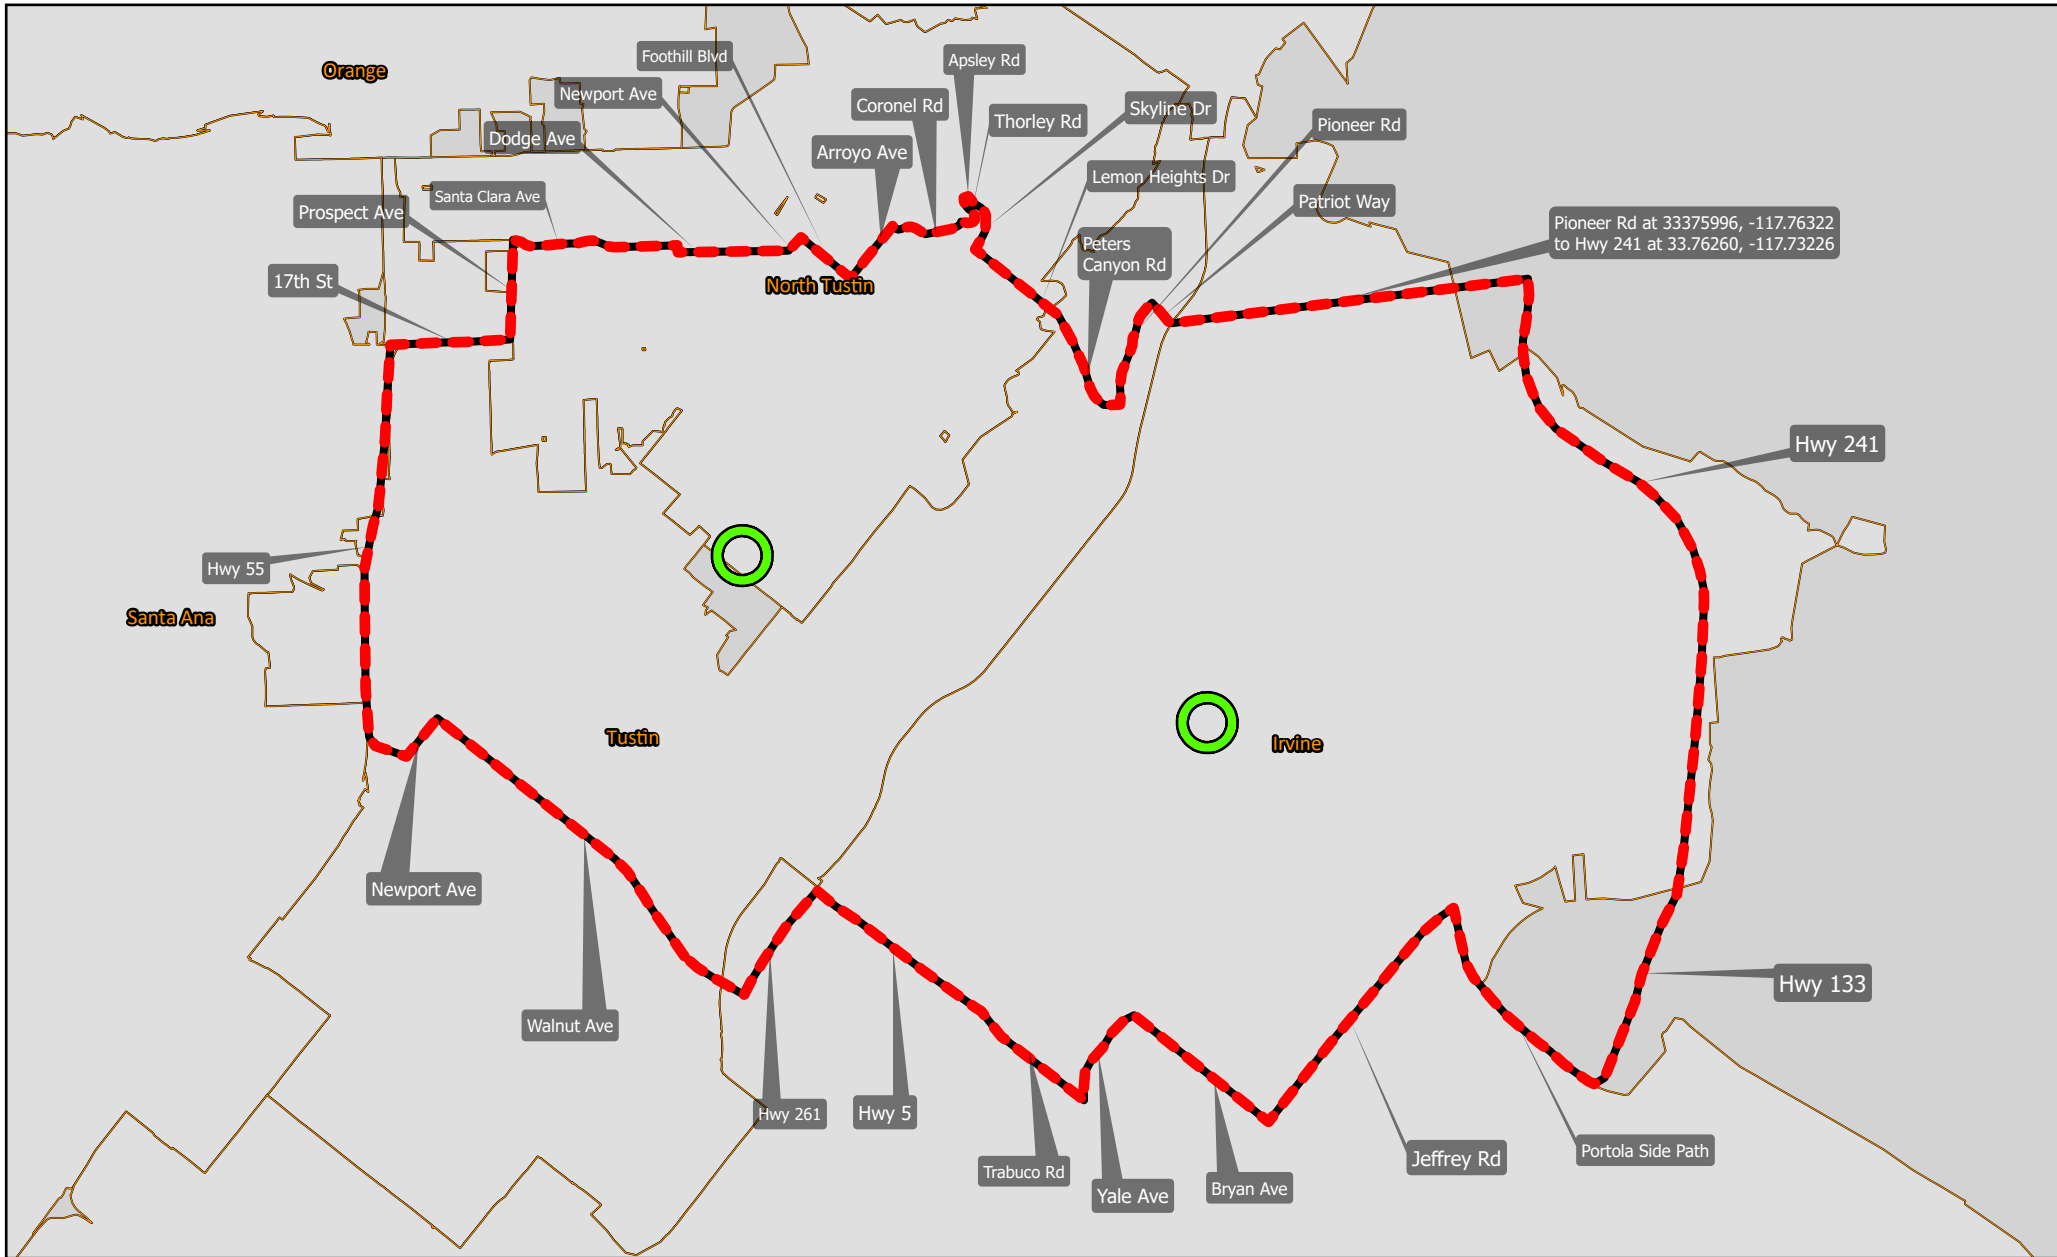 Orange
Foothill Blvd
Apsley Rd
Newport Ave
Coronel Rd
Skyline Dr
Thorley Rd
Pioneer Rd
Dodge Ave
Arroyo Ave
Lemon Heights Dr
Santa Clara Ave
Patriot Way
Prospect Ave
Pioneer Rd at 33375996, -117.76322
to Hwy 241 at 33.76260, -117.73226
Peters
Canyon Rd
17th St
North Tustin
Hwy 241
Hwy 55
Santa Ana
Tustin
Irvine
Newport Ave
Hwy 133
Walnut Ave
Hwy 261
Hwy 5
Portola Side Path
Jeffrey Rd
Trabuco Rd
Bryan Ave
Yale Ave